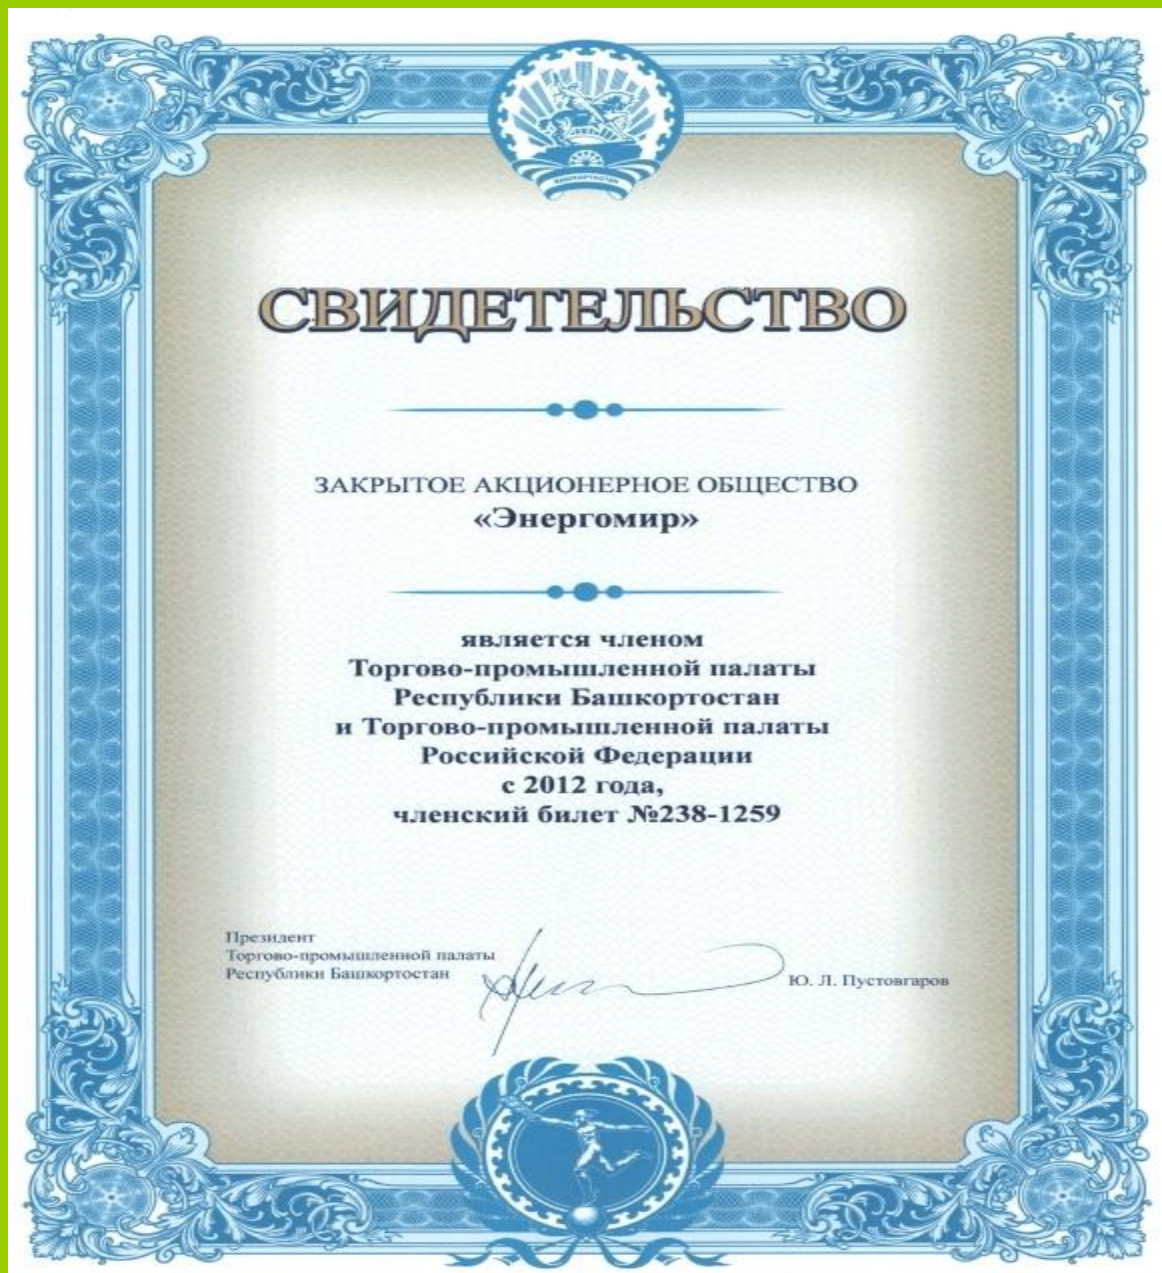 БАШКОРТОСТАН
СВИДЕТЕЛЬСТВО
ЗАКРЫТОЕ АКЦИОНЕРНОЕ ОБЩЕСТВО
«Энергомир»
является членом
Торгово-промышленной палаты
Республики Башкортостан
и Торгово-промышленной палаты
Российской Федерации
с 2012 года,
членский билет №238-1259
Президент
Торгово-промышленной палаты
Республики Башкортостан
Ю. Л. Пустовгаров